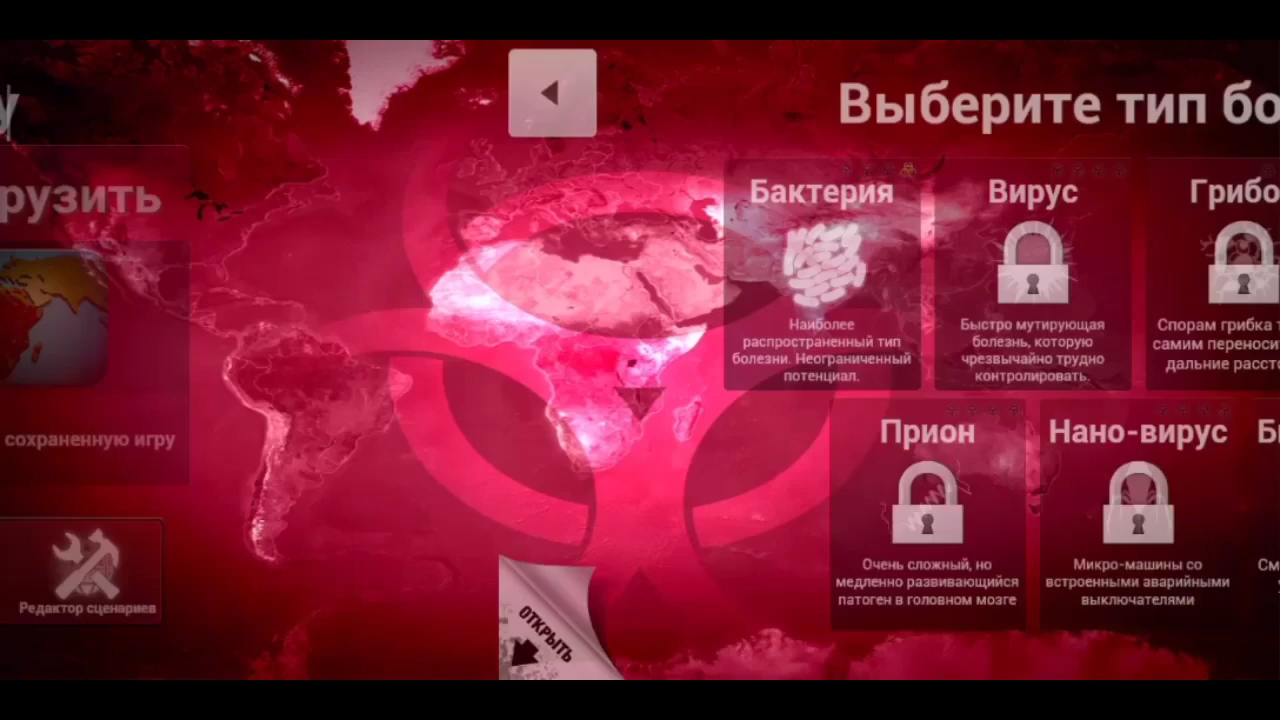 у
рузить
сохраненную игру
Редактор сценариев
Выберите тип бо
Бактерия
Наиболее
распространенный тип
болезни. Неограниченный
потенциал.
Вирус
Быстро мутирующая
болезнь, которую
чрезвычайно трудно
контролировать.
Грибо
Спорам грибка
самим переноси
дальние расст
Прион
Очень сложный, но
медленно развивающийся
патоген в головном мозге
Нано-вирус
Микро-машины со
встроенными аварийными
выключателями
См
ОТКРЫТЬ